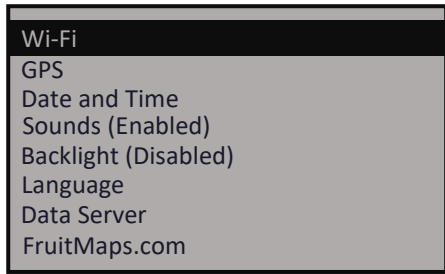 Wi-Fi
GPS
Date and Time
Sounds (Enabled)
Backlight (Disabled)
Language
Data Server
FruitMaps.com